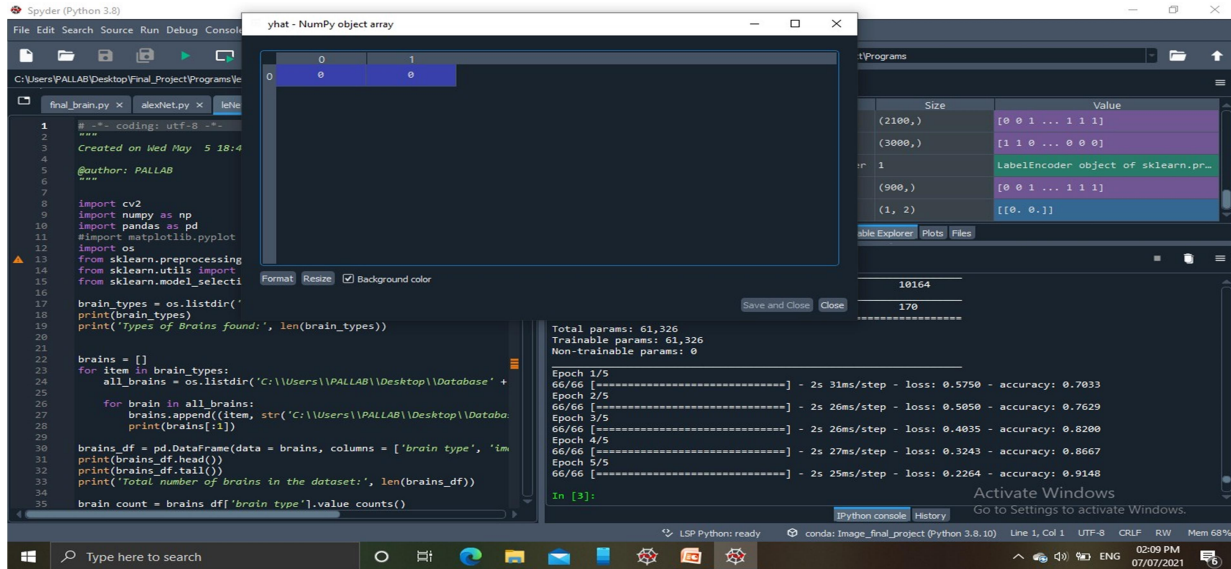 Spyder (Python 3.8)
File Edit Search Source Run Debug Consol
yhat - NumPy object array
0 1
0 0 0
Format Resize Background color
Save and Close Close
C:\Users\PALLAB\Desktop\Final_Project\Programs\le
t\Programs
final_brain.py × alexNet.py × leNe
1 # -*- coding: utf-8 -*-
2 """
3 Created on Wed May 5 18:4
4
5 @author: PALLAB
6 """
7
8 import cv2
9 import numpy as np
10 import pandas as pd
11 #import matplotlib.pyplot
12 import os
13 from sklearn.preprocessing
14 from sklearn.utils import
15 from sklearn.model_selecti
16
17 brain_types = os.listdir('
18 print(brain_types)
19 print('Types of Brains found:', len(brain_types))
20
21
22 brains = []
23 for item in brain_types:
24 all_brains = os.listdir('C:\\Users\\PALLAB\\Desktop\\Database' +
25
26 for brain in all_brains:
27 brains.append((item, str('C:\\Users\\PALLAB\\Desktop\\Databa
28 print(brains[:1])
29
30 brains_df = pd.DataFrame(data = brains, columns = ['brain type', 'im
31 print(brains_df.head())
32 print(brains_df.tail())
33 print('Total number of brains in the dataset:', len(brains_df))
34
35 brain_count = brains_df['brain type'].value_counts()
Size Value
(2100,) [0 0 1 ... 1 1 1]
(3000,) [1 1 0 ... 0 0 0]
er 1 LabelEncoder object of sklearn.pr…
(900,) [0 0 1 ... 1 1 1]
(1, 2) [[0. 0.]]
able Explorer Plots Files
10164
170
=================
Total params: 61,326
Trainable params: 61,326
Non-trainable params: 0
Epoch 1/5
66/66 [==============================] - 2s 31ms/step - loss: 0.5750 - accuracy: 0.7033
Epoch 2/5
66/66 [==============================] - 2s 26ms/step - loss: 0.5050 - accuracy: 0.7629
Epoch 3/5
66/66 [==============================] - 2s 26ms/step - loss: 0.4035 - accuracy: 0.8200
Epoch 4/5
66/66 [==============================] - 2s 27ms/step - loss: 0.3243 - accuracy: 0.8667
Epoch 5/5
66/66 [==============================] - 2s 25ms/step - loss: 0.2264 - accuracy: 0.9148
In [3]:
Activate Windows
Go to Settings to activate Windows.
IPython console History
LSP Python: ready conda: Image_final_project (Python 3.8.10) Line 1, Col 1 UTF-8 CRLF RW Mem 68%
Type here to search
ENG
02:09 PM
07/07/2021
6